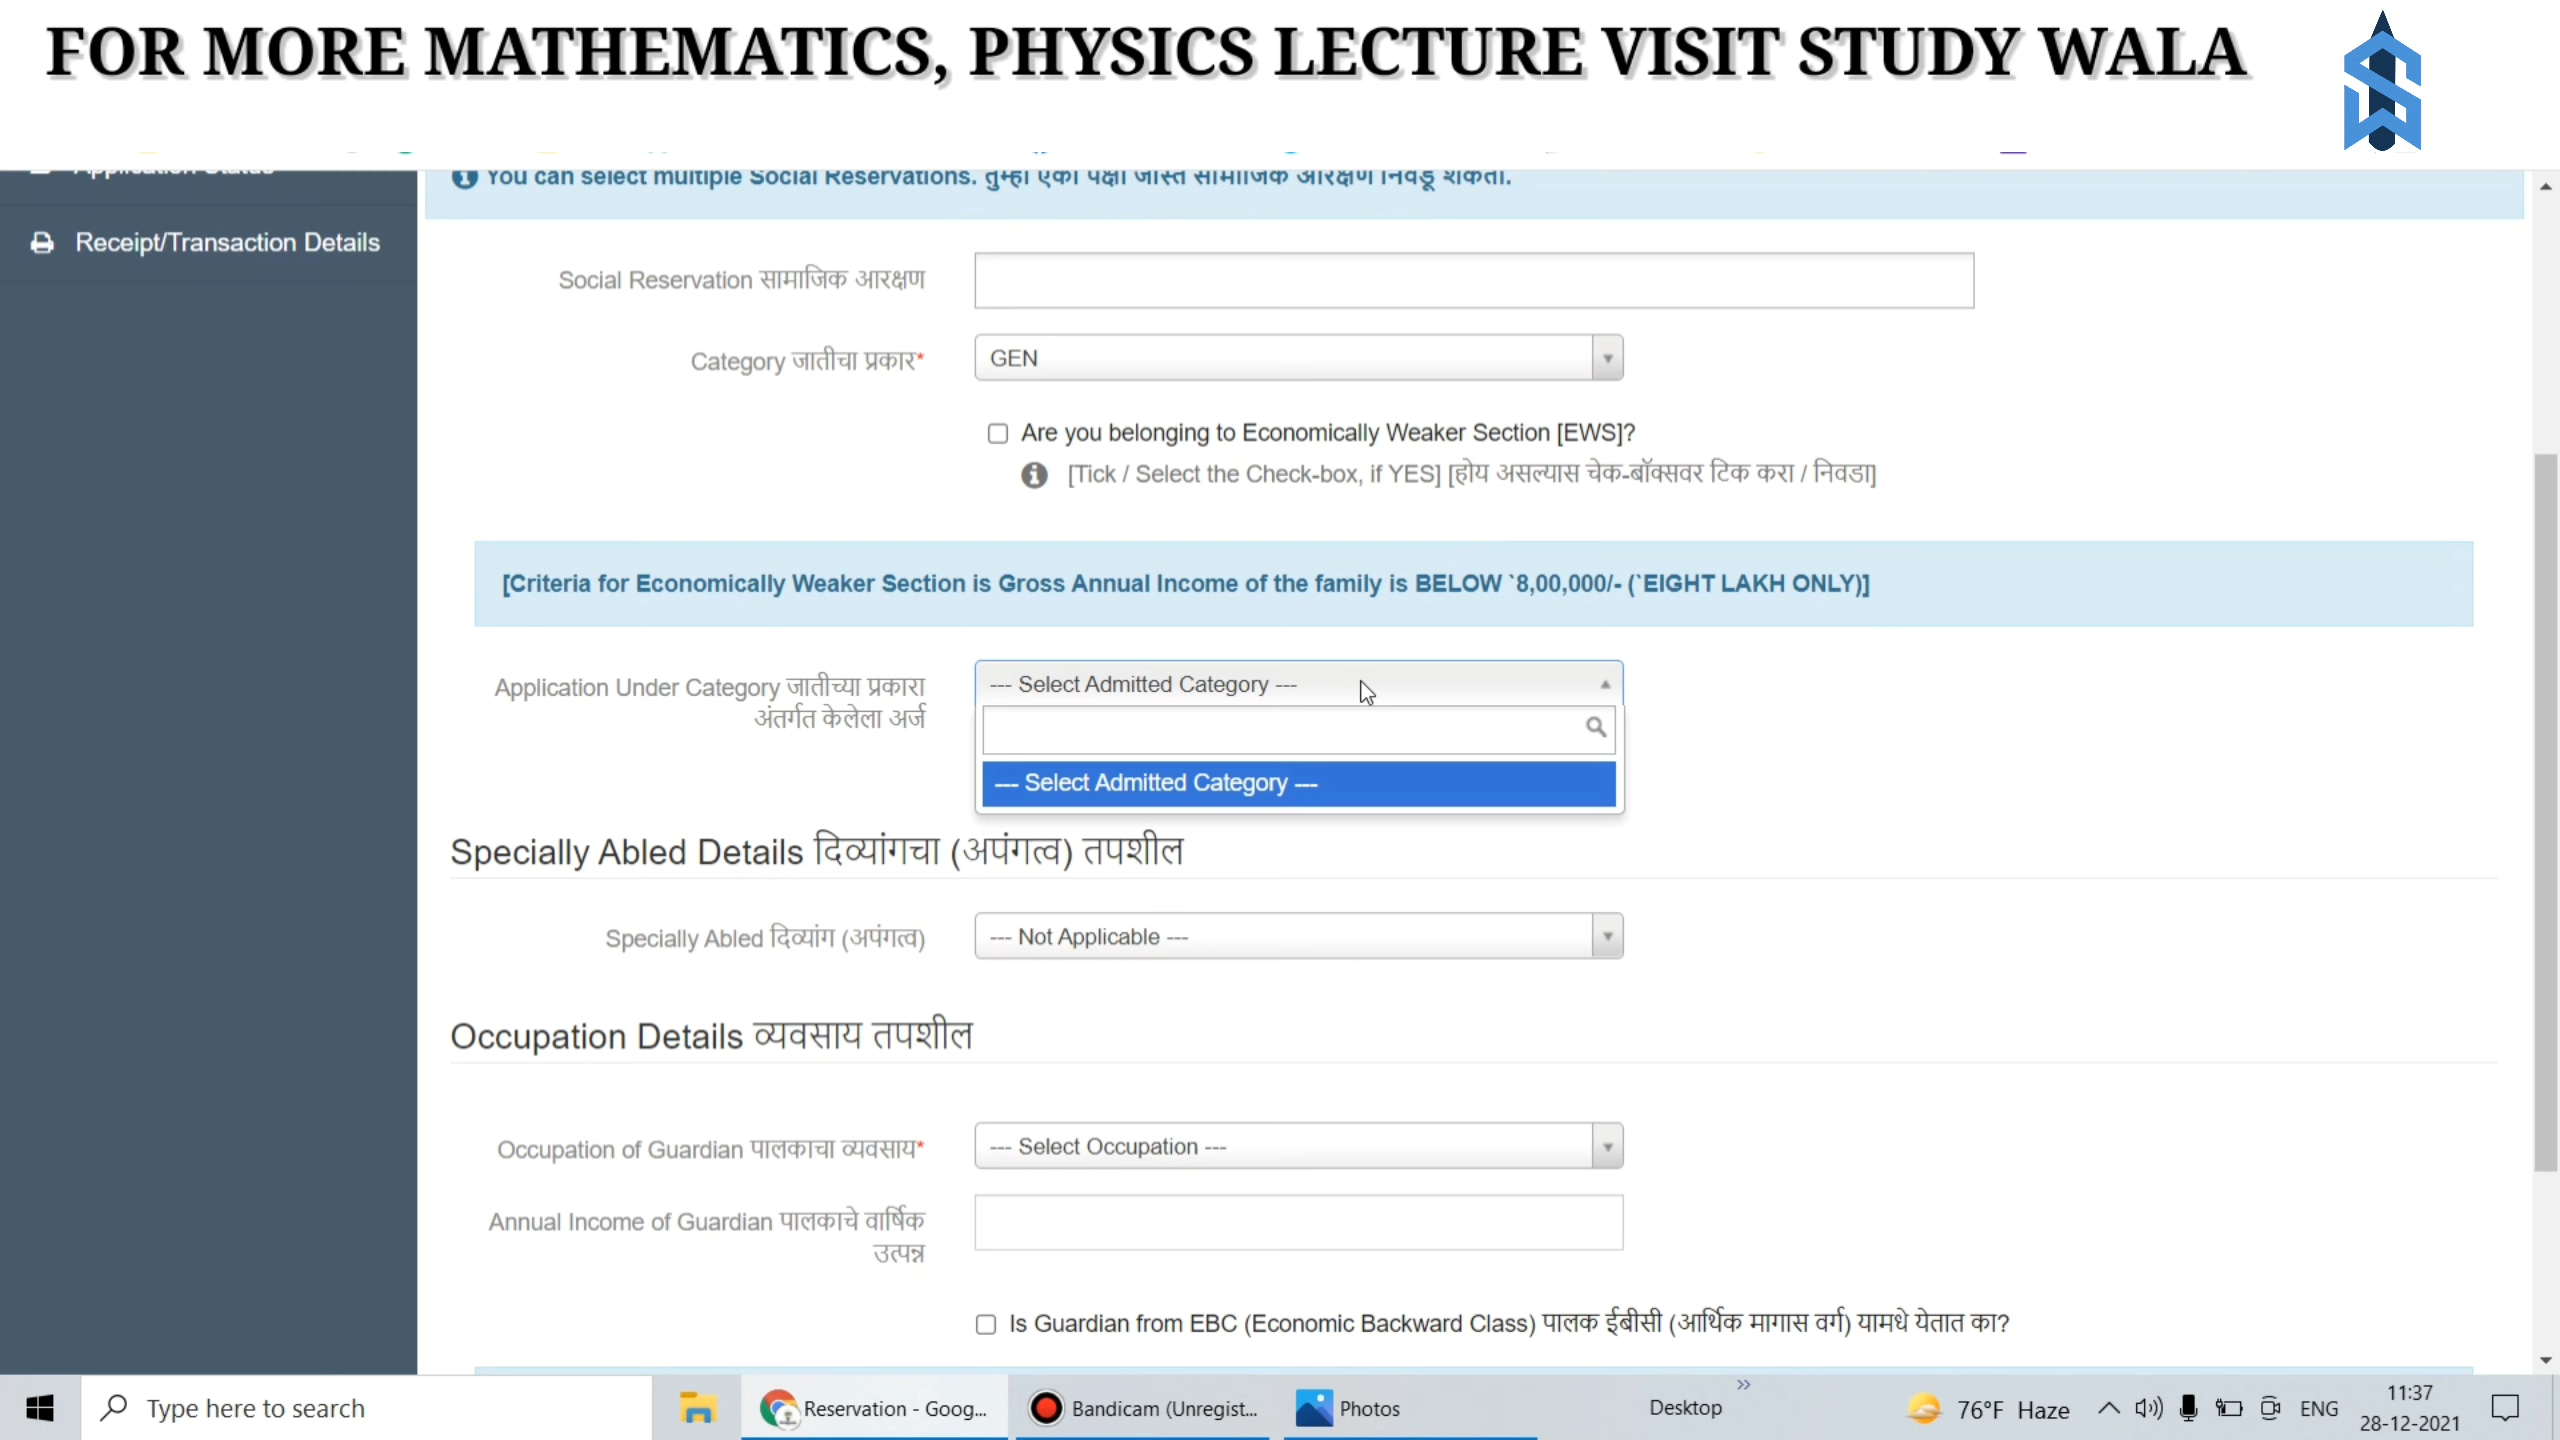 FOR MORE MATHEMATICS, PHYSICS LECTURE VISIT STUDY WALA
Application Status
You can select multiple Social Reservations. तुम्ही एका पेक्षा जास्त सामाजिक आरक्षण निवडू शकता.
Receipt/Transaction Details
Social Reservation सामाजिक आरक्षण
Category जातीचा प्रकार*
GEN
Are you belonging to Economically Weaker Section [EWS]?
[Tick / Select the Check-box, if YES] [होय असल्यास चेक-बॉक्सवर टिक करा / निवडा]
[Criteria for Economically Weaker Section is Gross Annual Income of the family is BELOW `8,00,000/- (`EIGHT LAKH ONLY)]
Application Under Category जातीच्या प्रकारा
अंतर्गत केलेला अर्ज
--- Select Admitted Category ---
--- Select Admitted Category ---
Specially Abled Details दिव्यांगचा (अपंगत्व) तपशील
Specially Abled दिव्यांग (अपंगत्व)
--- Not Applicable ---
Occupation Details व्यवसाय तपशील
Occupation of Guardian पालकाचा व्यवसाय*
--- Select Occupation ---
Annual Income of Guardian पालकाचे वार्षिक
उत्पन्न
Is Guardian from EBC (Economic Backward Class) पालक ईबीसी (आर्थिक मागास वर्ग) यामधे येतात का?
Type here to search
Reservation - Goog...
Bandicam (Unregist...
Photos
Desktop
76°F Haze
ENG
11:37
28-12-2021